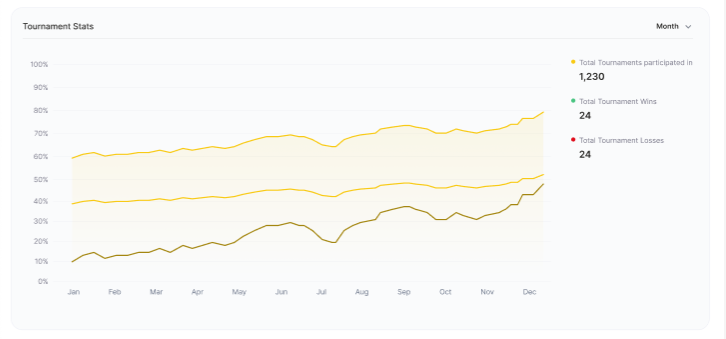 Tournament Stats
Month
100%
90%
80%
70%
60%
50%
40%
30%
20%
10%
0%
Jan Feb Mar Apr May Jun Jul Aug Sep Oct Nov Dec
Total Tournaments participated in
1,230
Total Tournament Wins
24
Total Tournament Losses
24